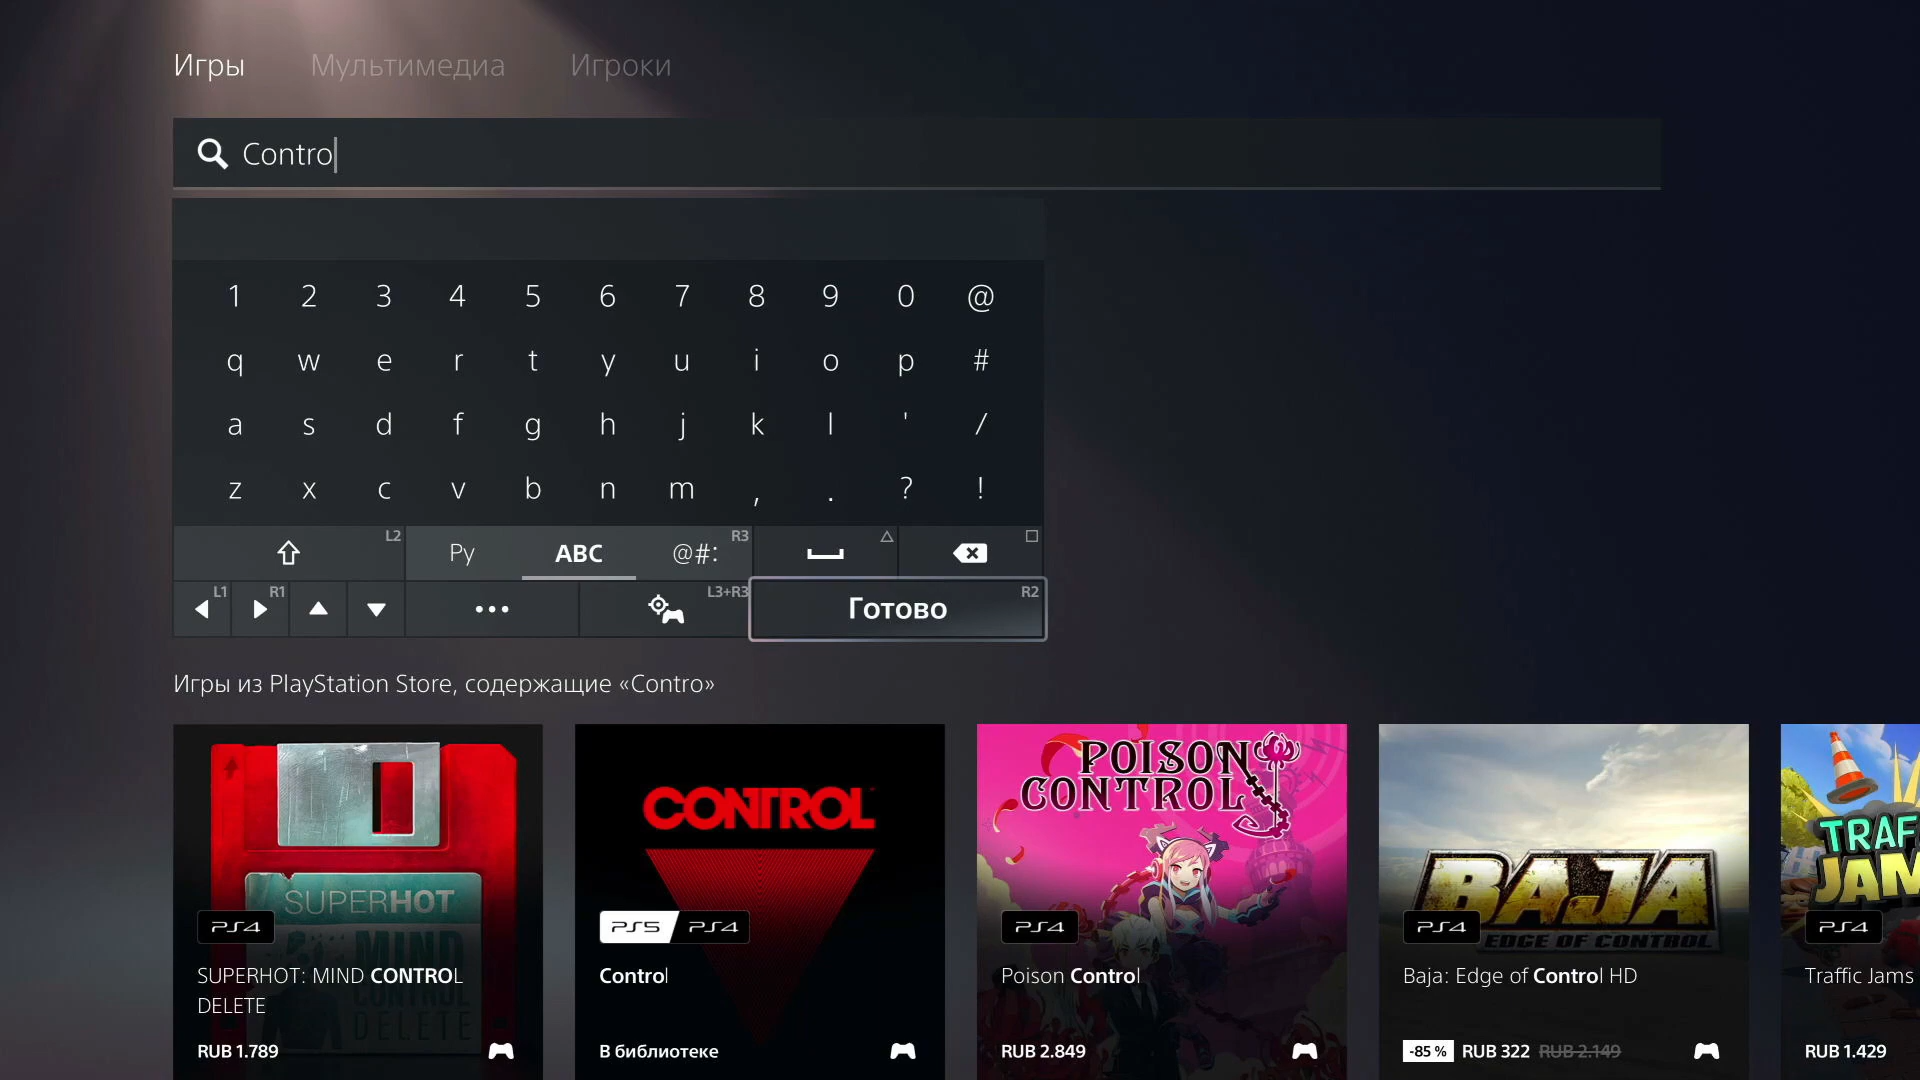 Игры Мультимедиа Игроки
Contro
1 2 3 4 5 6 7 8 9 0 @
q w e r t y u i o p #
a s d f g h j k l ' /
z x c v b n m , . ? !
L2 Ру ABC @#: R3
L1 R1 ... L3+R3 Готово R2
Игры из PlayStation Store, содержащие «Contro»
SUPERHOT
MIND
CONTROL
DELETE
PS4
SUPERHOT: MIND CONTROL
DELETE
RUB 1.789
CONTROL
PS5 PS4
Control
В библиотеке
POISON
CONTROL
PS4
Poison Control
RUB 2.849
BAJA
EDGE OF CONTROL
PS4
Baja: Edge of Control HD
-85 % RUB 322 RUB 2.149
TRAF
JAM
PS4
Traffic Jams
RUB 1.429